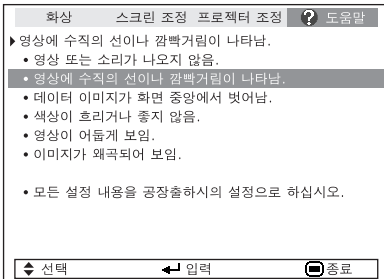 화상 스크린 조정 프로젝터 조정 ? 도움말
▶영상에 수직의 선이나 깜빡거림이 나타남.
• 영상 또는 소리가 나오지 않음.
• 영상에 수직의 선이나 깜빡거림이 나타남.
• 데이터 이미지가 화면 중앙에서 벗어남.
• 색상이 흐리거나 좋지 않음.
• 영상이 어둡게 보임.
• 이미지가 왜곡되어 보임.
• 모든 설정 내용을 공장출하시의 설정으로 하십시오.
선택 입력 종료